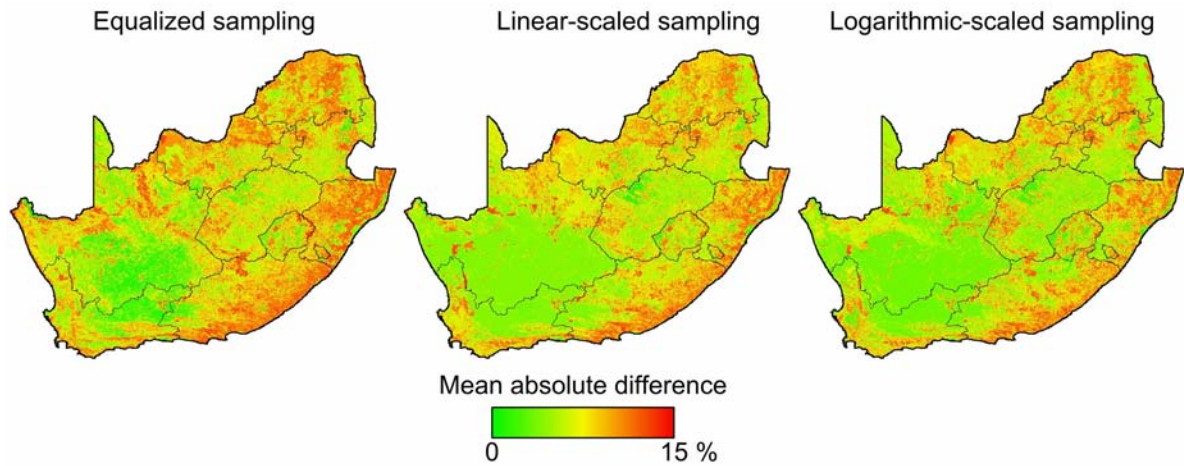 Equalized sampling
Linear-scaled sampling
Logarithmic-scaled sampling
Mean absolute difference
0
15 %